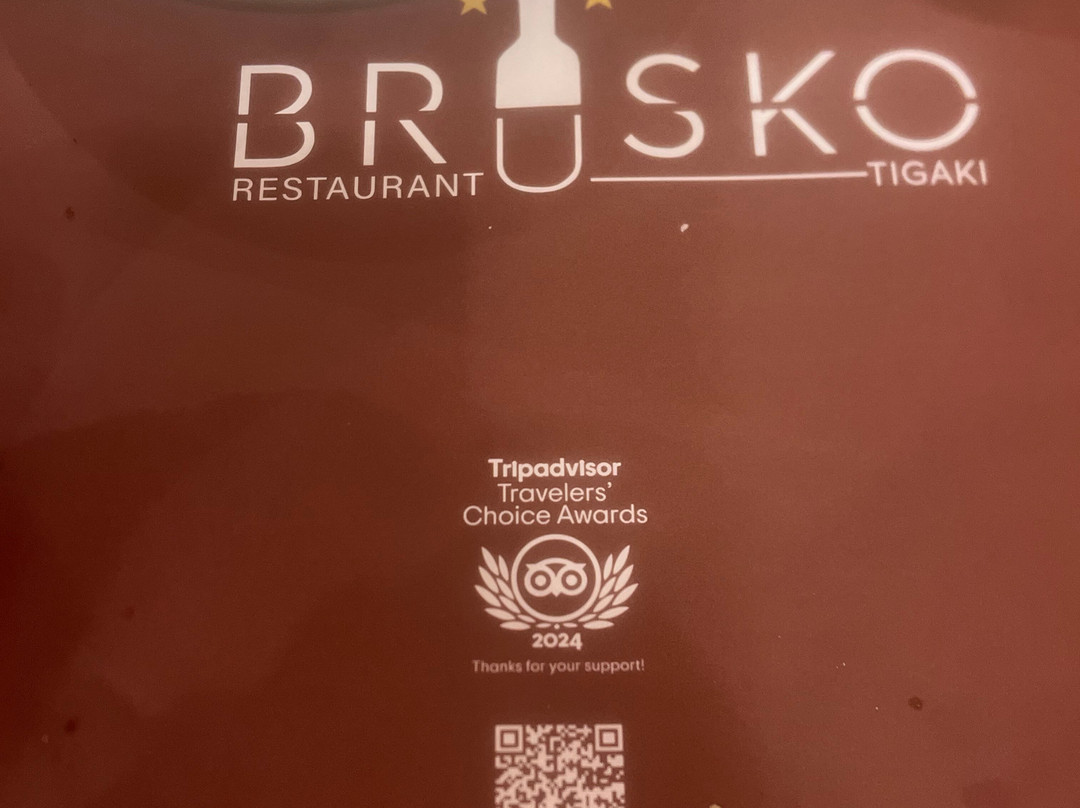 BRUSKO
RESTAURANT TIGAKI
Tripadvisor
Travelers'
Choice Awards
2024
Thanks for your support!